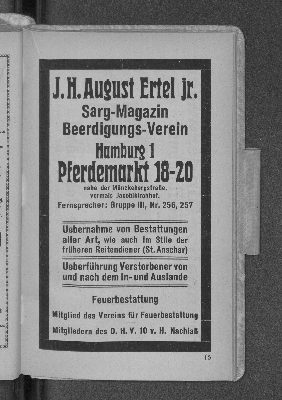 J.H. August Ertel jr.
Sarg-Magazin
Beerdigungs-Verein
Hamburg 1
Pferdemarkt 18-20
nahe der Mönckebergstraße,
vormals Jacobikirchhof.
Fernsprecher: Gruppe III, Nr. 256, 257
Uebernahme von Bestattungen
aller Art, wie auch im Stile der
früheren Reitendiener (St. Anschar)
Ueberführung Verstorbener von
und nach dem In- und Auslande
Feuerbestattung
Mitglied des Vereins für Feuerbestattung
Mitgliedern des D. H. V. 10 v. H. Nachlaß
15